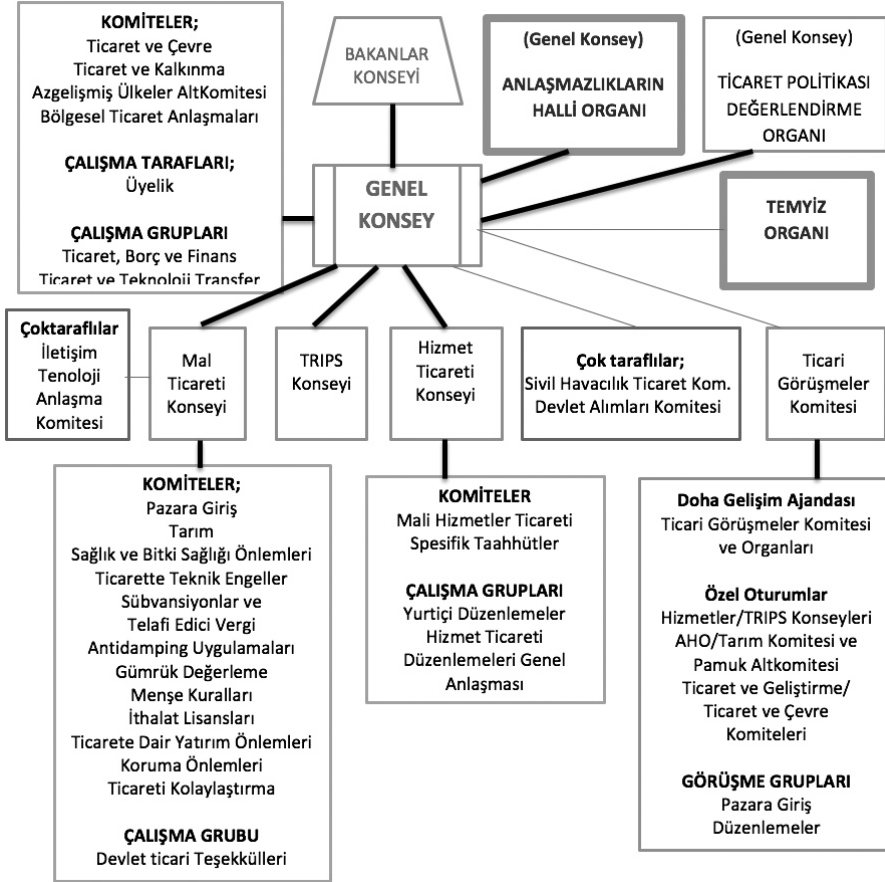 KOMİTELER;
Ticaret ve Çevre
Ticaret ve Kalkınma
Azgelişmiş Ülkeler AltKomitesi
Bölgesel Ticaret Anlaşmaları
ÇALIŞMA TARAFLARI;
Üyelik
ÇALIŞMA GRUPLARI
Ticaret, Borç ve Finans
Ticaret ve Teknoloji Transfer
BAKANLAR
KONSEYİ
(Genel Konsey)
ANLAŞMAZLIKLARIN
HALLİ ORGANI
(Genel Konsey)
TİCARET POLİTİKASI
DEĞERLENDİRME
ORGANI
GENEL
KONSEY
TEMYİZ
ORGANI
Çoktaraflılar
İletişim
Tenoloji
Anlaşma
Komitesi
Mal
Ticareti
Konseyi
TRIPS
Konseyi
Hizmet
Ticareti
Konseyi
Çok taraflılar;
Sivil Havacılık Ticaret Kom.
Devlet Alımları Komitesi
Ticari
Görüşmeler
Komitesi
KOMİTELER;
Pazara Giriş
Tarım
Sağlık ve Bitki Sağlığı Önlemleri
Ticarette Teknik Engeller
Sübvansiyonlar ve
Telafi Edici Vergi
Antidamping Uygulamaları
Gümrük Değerleme
Menşe Kuralları
İthalat Lisansları
Ticarete Dair Yatırım Önlemleri
Koruma Önlemleri
Ticareti Kolaylaştırma
ÇALIŞMA GRUBU
Devlet ticari Teşekkülleri
KOMİTELER
Mali Hizmetler Ticareti
Spesifik Taahhütler
ÇALIŞMA GRUPLARI
Yurtiçi Düzenlemeler
Hizmet Ticareti
Düzenlemeleri Genel
Anlaşması
Doha Gelişim Ajandası
Ticari Görüşmeler Komitesi
ve Organları
Özel Oturumlar
Hizmetler/TRIPS Konseyleri
AHO/Tarım Komitesi ve
Pamuk Altkomitesi
Ticaret ve Geliştirme/
Ticaret ve Çevre
Komiteleri
GÖRÜŞME GRUPLARI
Pazara Giriş
Düzenlemeler